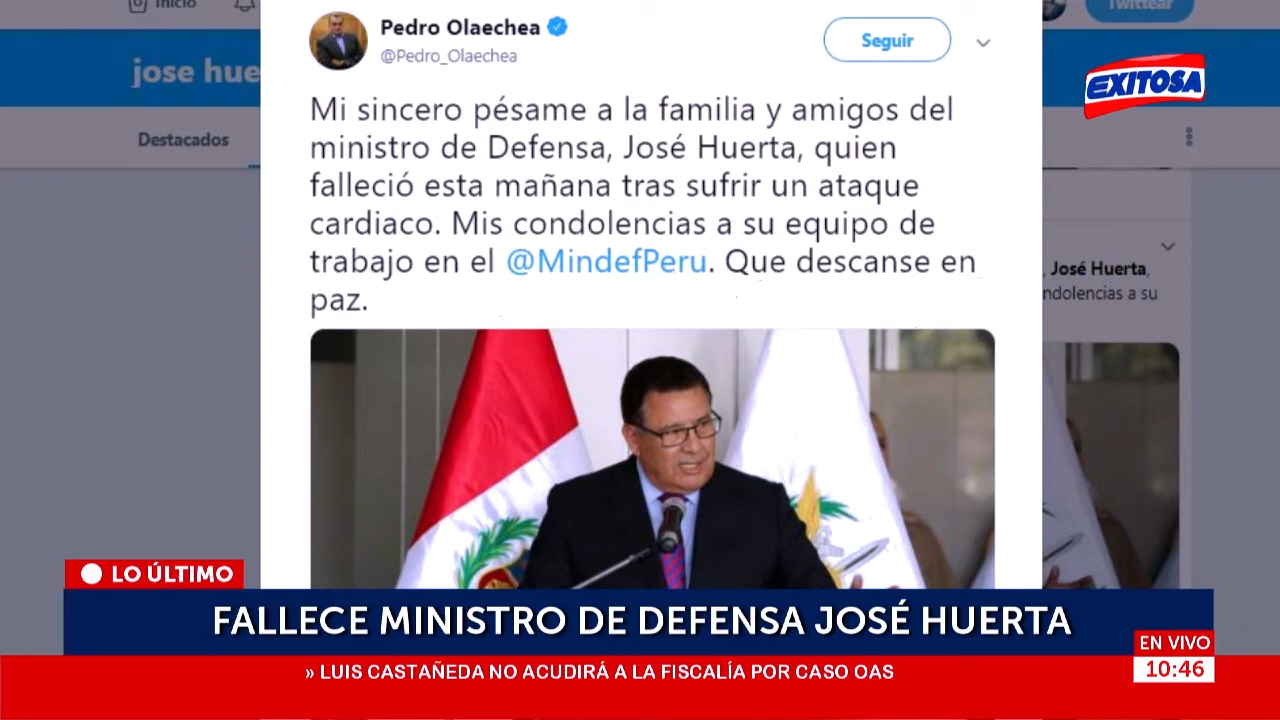 Inicio
Twittear
Pedro Olaechea
@Pedro_Olaechea
Seguir
jose hue
EXITOSA
Destacados
Mi sincero pésame a la familia y amigos del
ministro de Defensa, José Huerta, quien
falleció esta mañana tras sufrir un ataque
cardiaco. Mis condolencias a su equipo de
trabajo en el @MindefPeru. Que descanse en
paz.
, José Huerta,
ndolencias a su
LO ÚLTIMO
FALLECE MINISTRO DE DEFENSA JOSÉ HUERTA
EN VIVO
10:46
» LUIS CASTAÑEDA NO ACUDIRÁ A LA FISCALÍA POR CASO OAS